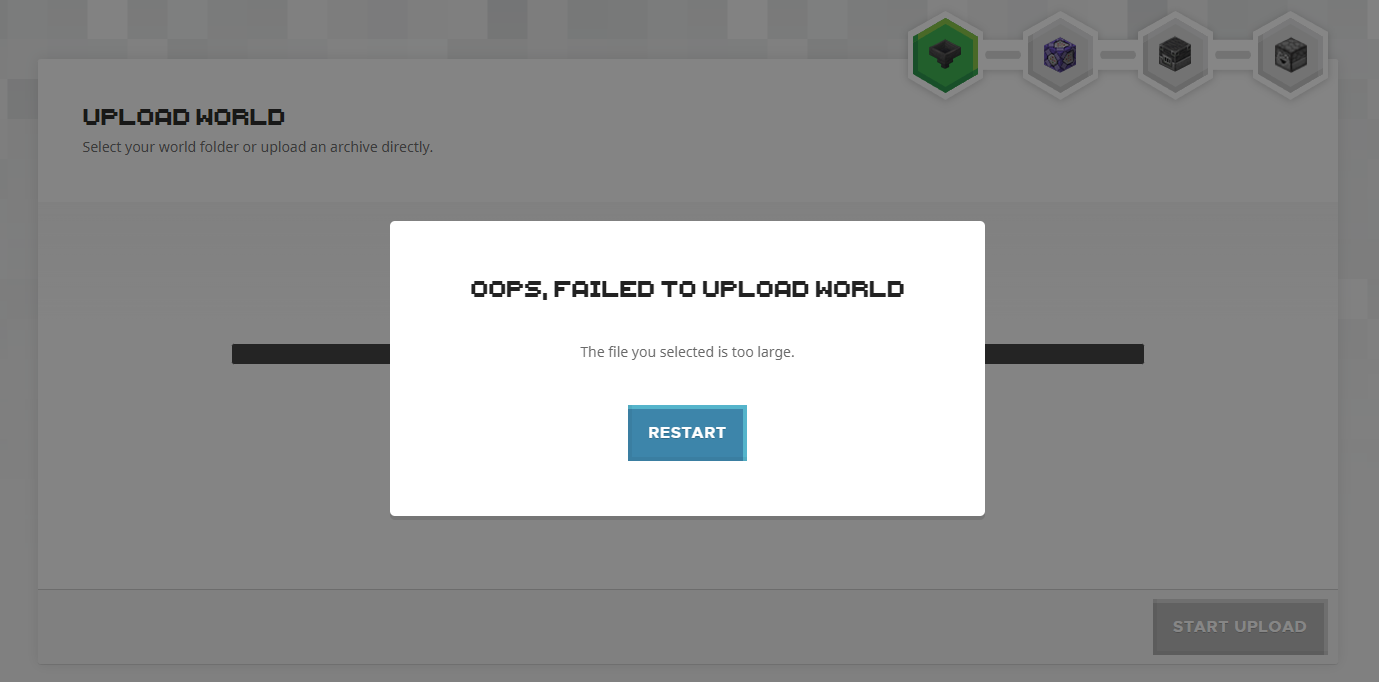 UPLOAD WORLD
Select your world folder or upload an archive directly.
OOPS, FAILED TO UPLOAD WORLD
The file you selected is too large.
RESTART
START UPLOAD